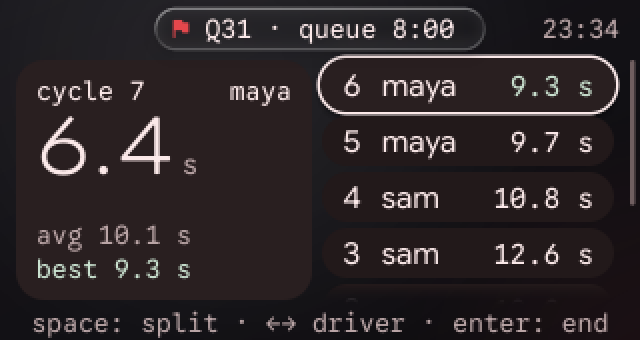 Q31 · queue 8:00
23:34
cycle 7 maya
6.4 s
avg 10.1 s
best 9.3 s
6 maya 9.3 s
5 maya 9.7 s
4 sam 10.8 s
3 sam 12.6 s
space: split · ↔ driver · enter: end